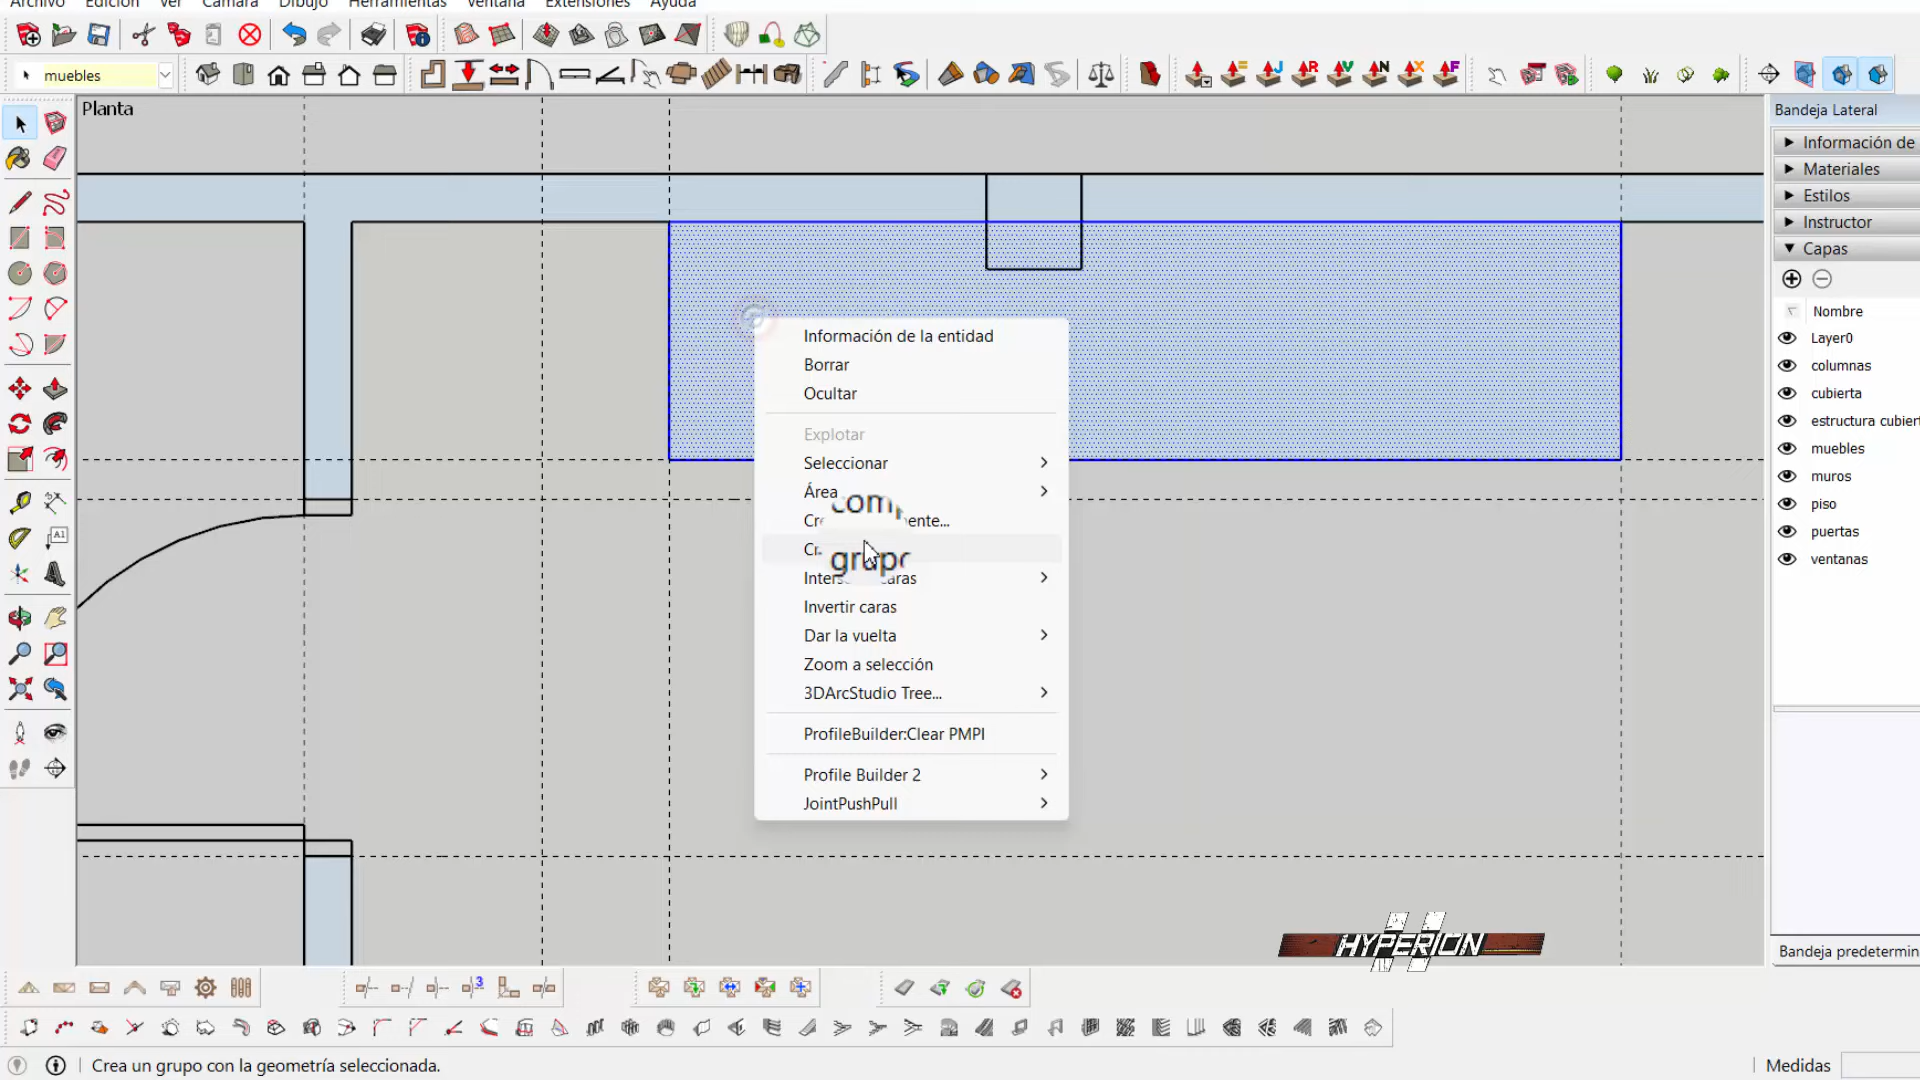 Archivo Edición Ver Cámara Dibujo Herramientas Ventana Extensiones Ayuda
muebles
Planta
Bandeja Lateral
Información de
Materiales
Estilos
Instructor
Capas
Nombre
Layer0
columnas
cubierta
estructura cubiert
muebles
muros
piso
puertas
ventanas
Información de la entidad
Borrar
Ocultar
Explotar
Seleccionar
Área
grupo
Invertir caras
Dar la vuelta
Zoom a selección
3DArcStudio Tree...
ProfileBuilder:Clear PMPI
Profile Builder 2
JointPushPull
HYPERION
Bandeja predetermin
Crea un grupo con la geometría seleccionada.
Medidas